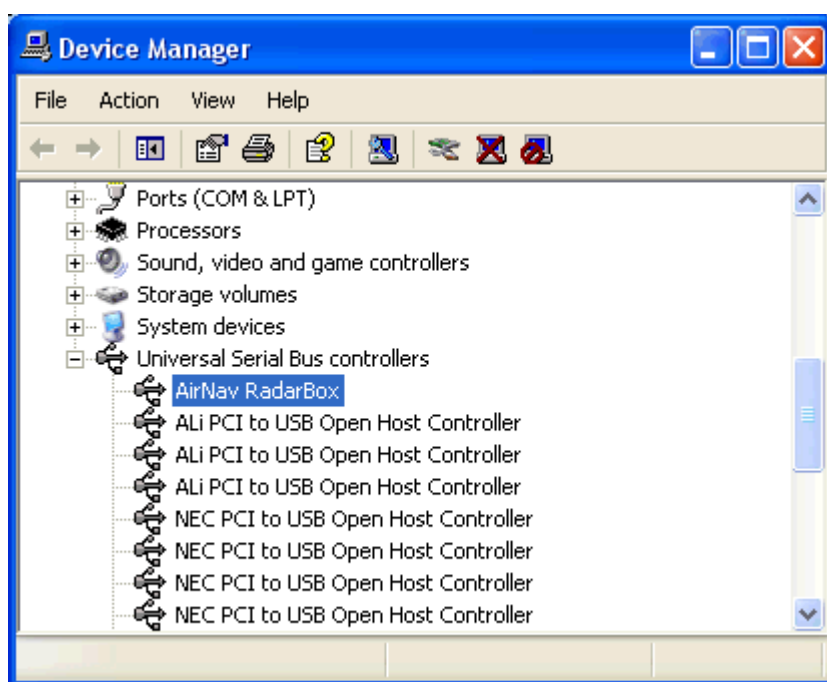 Device Manager
File Action View Help
Ports (COM & LPT)
Processors
Sound, video and game controllers
Storage volumes
System devices
Universal Serial Bus controllers
AirNav RadarBox
ALi PCI to USB Open Host Controller
ALi PCI to USB Open Host Controller
ALi PCI to USB Open Host Controller
NEC PCI to USB Open Host Controller
NEC PCI to USB Open Host Controller
NEC PCI to USB Open Host Controller
NEC PCI to USB Open Host Controller